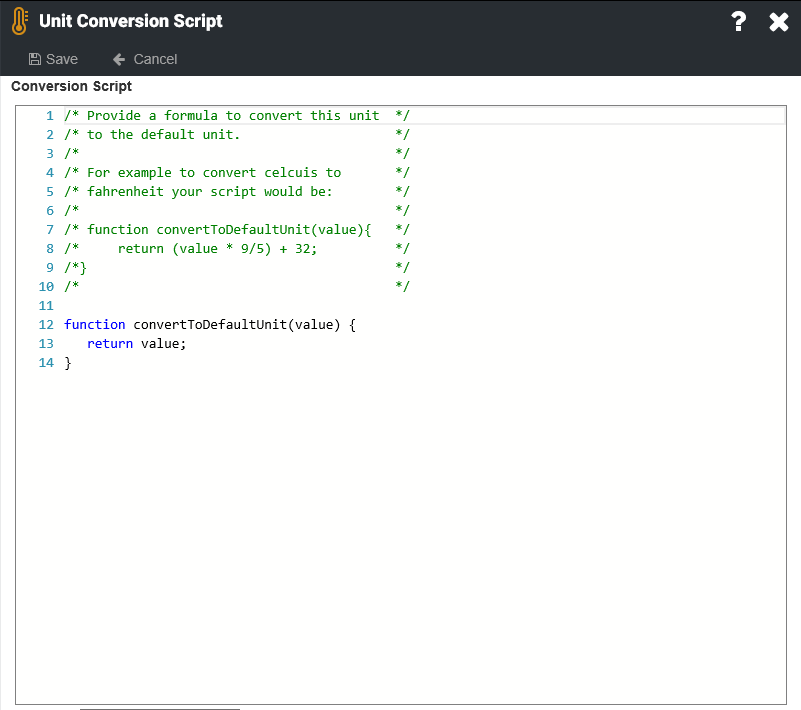 Unit Conversion Script
?
Save
Cancel
Conversion Script
1 /* Provide a formula to convert this unit */
2 /* to the default unit. */
3 /* */
4 /* For example to convert celcuis to */
5 /* fahrenheit your script would be: */
6 /* */
7 /* function convertToDefaultUnit(value){ */
8 /* return (value * 9/5) + 32; */
9 /*} */
10 /* */
11
12 function convertToDefaultUnit(value) {
13 return value;
14 }